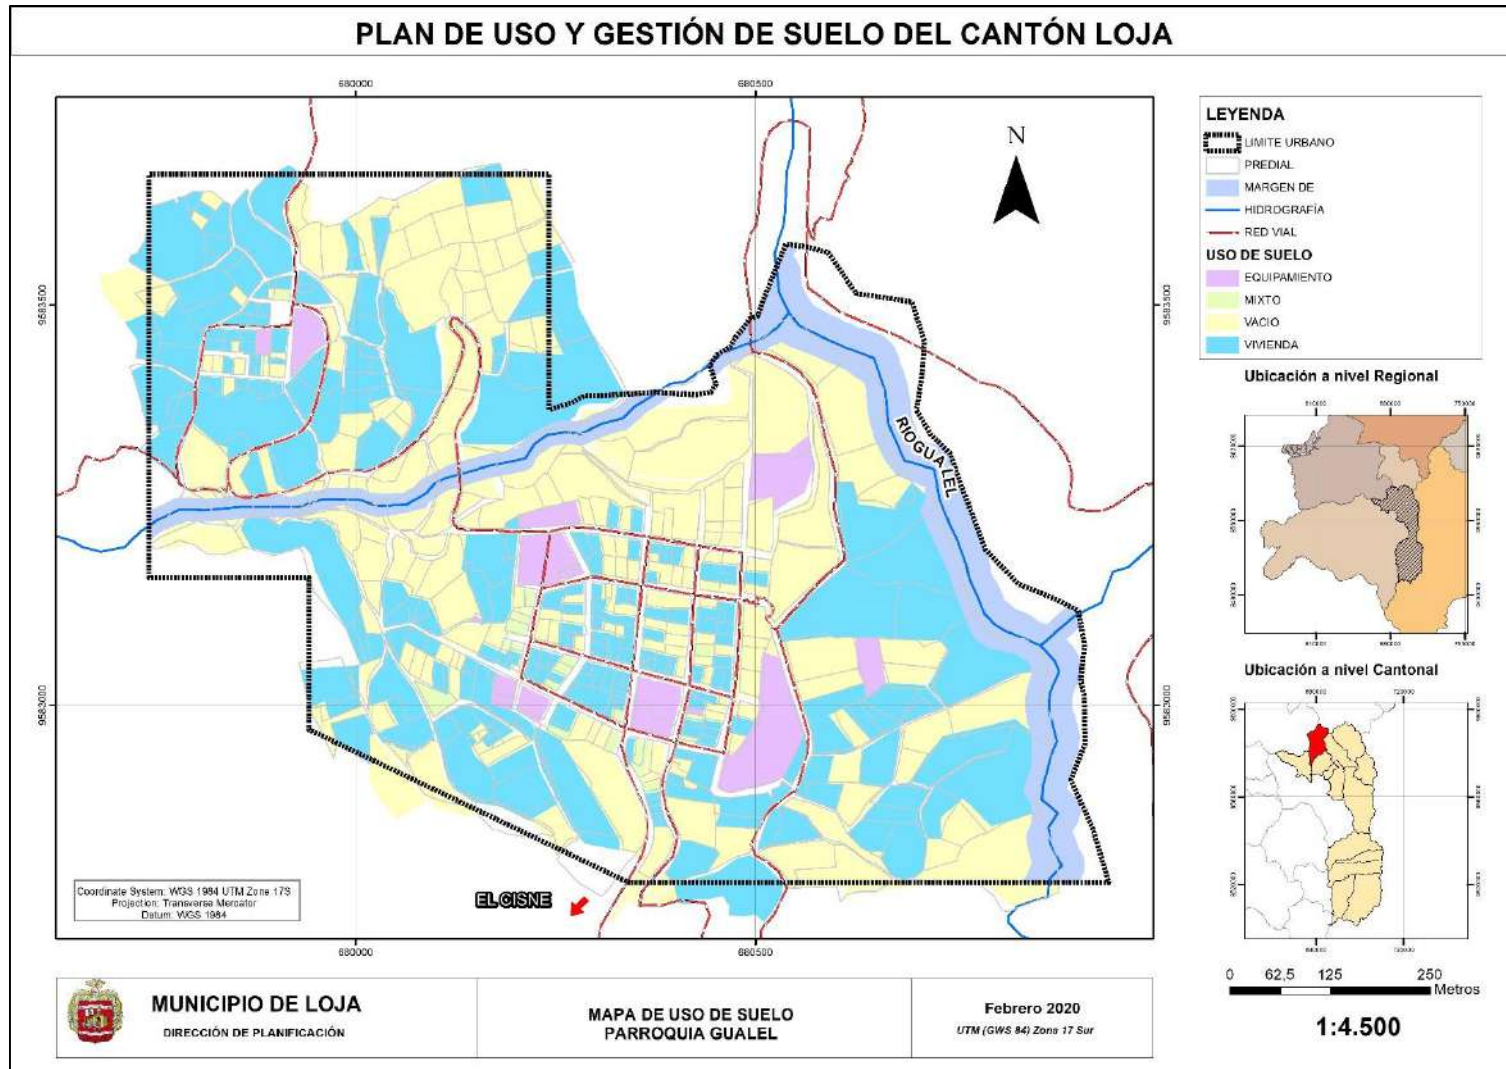 PLAN DE USO Y GESTIÓN DE SUELO DEL CANTÓN LOJA
680000
680500
9583500
9583500
9583000
9583000
680000
680500
N
RIOGUALEL
EL CISNE
Coordinate System: WGS 1984 UTM Zone 17S
Projection: Transverse Mercator
Datum: WGS 1984
LEYENDA
LIMITE URBANO
PREDIAL
MARGEN DE
HIDROGRAFÍA
RED VIAL
USO DE SUELO
EQUIPAMIENTO
MIXTO
VACIO
VIVIENDA
Ubicación a nivel Regional
Ubicación a nivel Cantonal
0 62,5 125 250
Metros
1:4.500
MUNICIPIO DE LOJA
DIRECCIÓN DE PLANIFICACIÓN
MAPA DE USO DE SUELO
PARROQUIA GUALEL
Febrero 2020
UTM (GWS 84) Zona 17 Sur